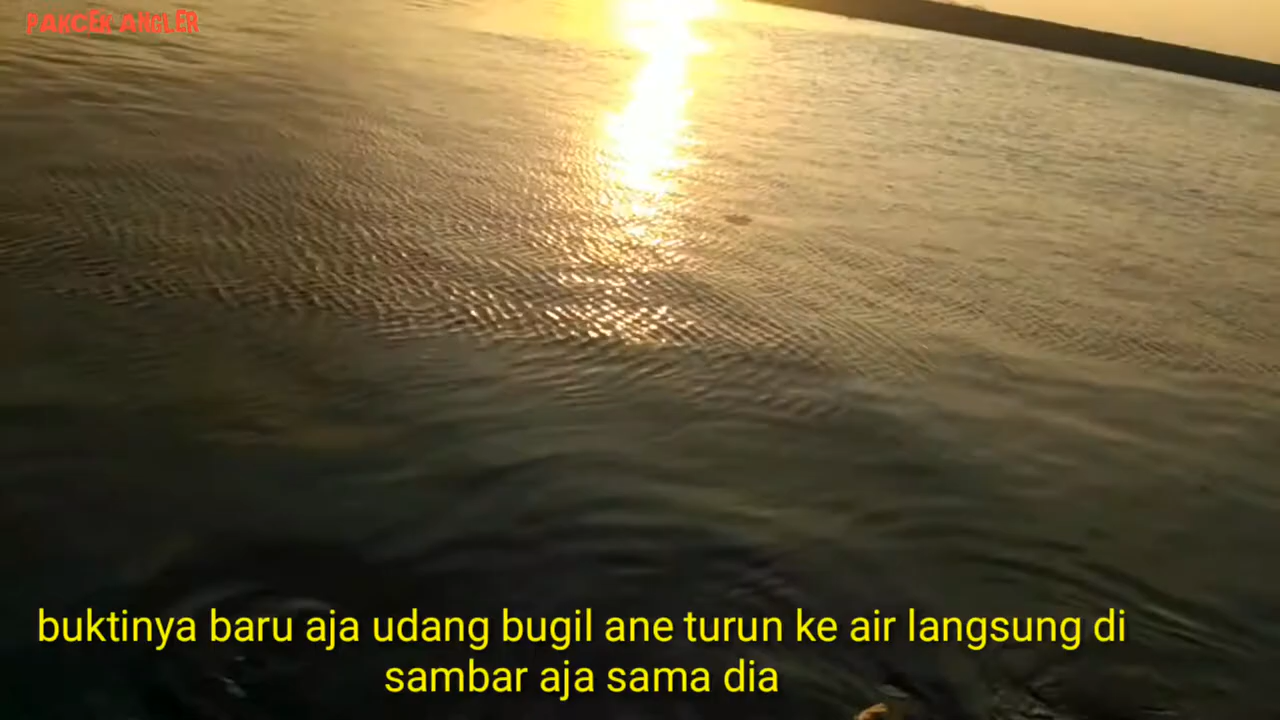 PAKCEK ANGLER
buktinya baru aja udang bugil ane turun ke air langsung di
sambar aja sama dia